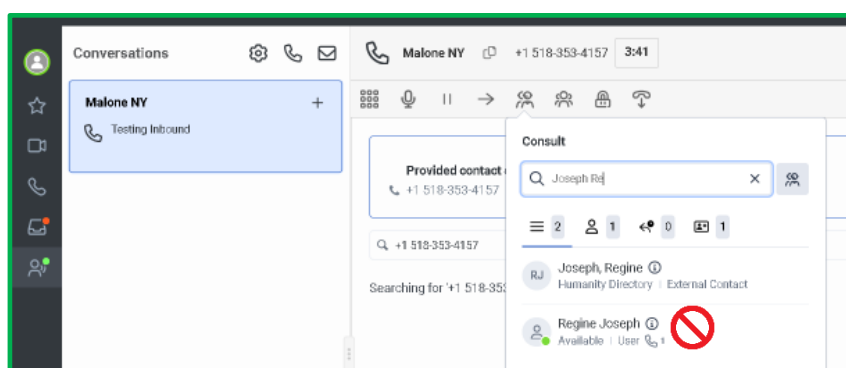 Conversations
Malone NY +1 518-353-4157 3:41
Malone NY
Testing Inbound
Consult
Provided contact
+1 518-353-4157
Joseph Re
2 1 0 1
+1 518-353-4157
Joseph, Regine
RJ
Humanity Directory | External Contact
Searching for '+1 518-353
Regine Joseph
Available | User 1